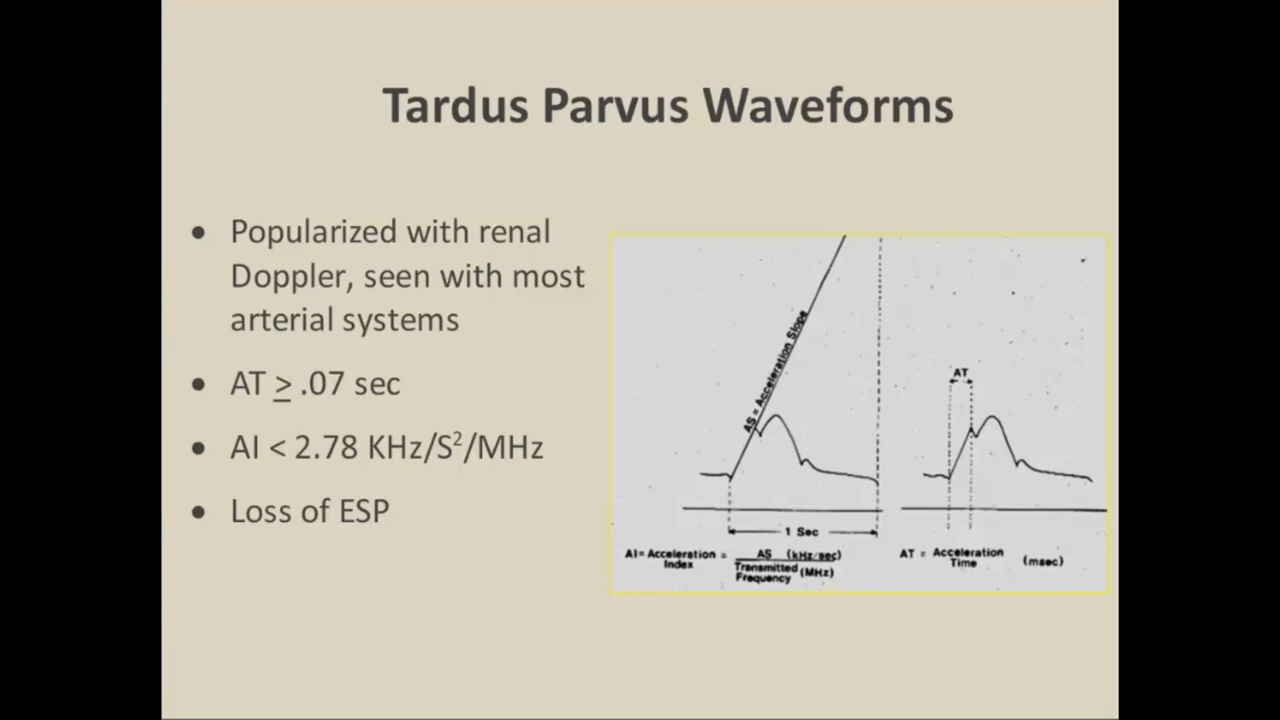 Tardus Parvus Waveforms
• Popularized with renal
Doppler, seen with most
arterial systems
• AT > .07 sec
• AI < 2.78 KHz/S²/MHz
• Loss of ESP
AS = Acceleration Slope
AT
1 Sec
AI= Acceleration Index = AS (kHz/sec) / Transmitted Frequency (MHz)
AT = Acceleration Time (msec)